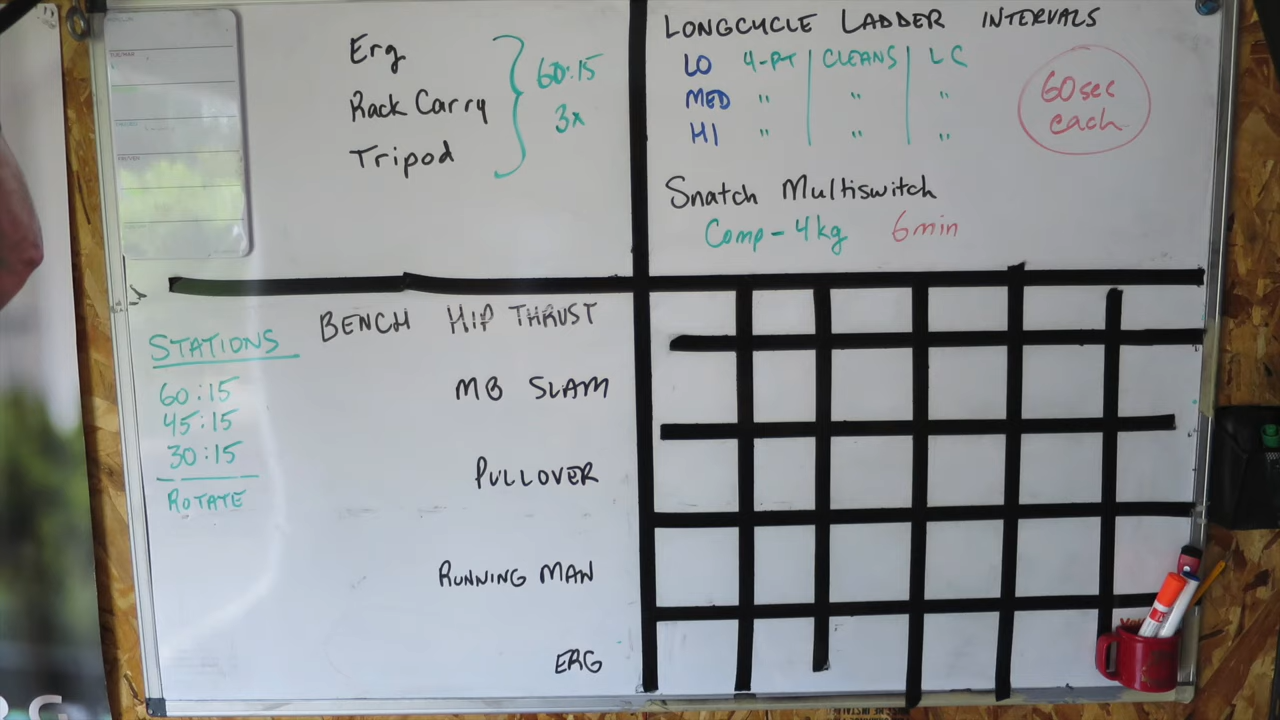 Erg
Rack Carry
Tripod
60:15
3x
LONGCYCLE LADDER INTERVALS
LO 4-PT CLEANS LC
MED " " "
HI " " "
60sec
each
Snatch Multiswitch
Comp - 4kg 6min
STATIONS
60:15
45:15
30:15
ROTATE
BENCH HIP THRUST
MB SLAM
PULLOVER
RUNNING MAN
ERG